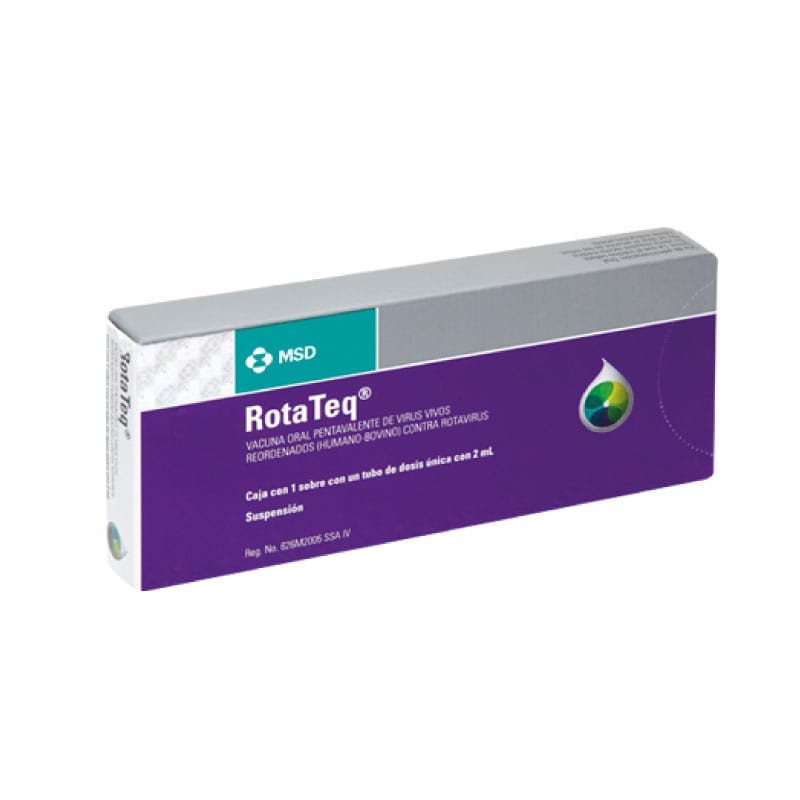 MSD
RotaTeq®
VACUNA ORAL PENTAVALENTE DE VIRUS VIVOS
REORDENADOS (HUMANO-BOVINO) CONTRA ROTAVIRUS
Caja con 1 sobre con un tubo de dosis única con 2 mL
Suspensión
Reg. No. 626M2005 SSA IV
RotaTeq®